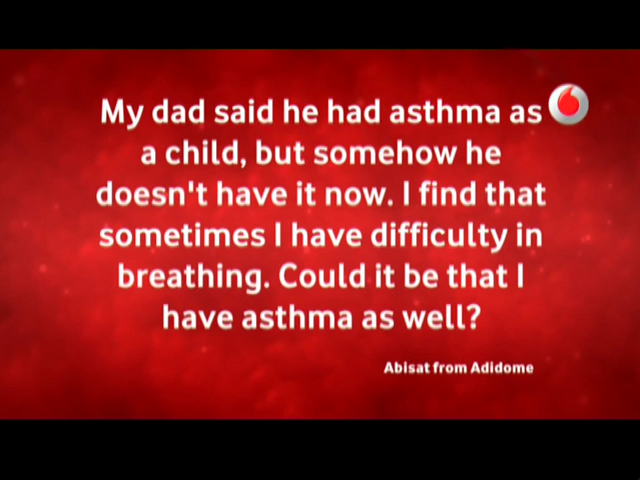 My dad said he had asthma as
a child, but somehow he
doesn't have it now. I find that
sometimes I have difficulty in
breathing. Could it be that I
have asthma as well?
Abisat from Adidome